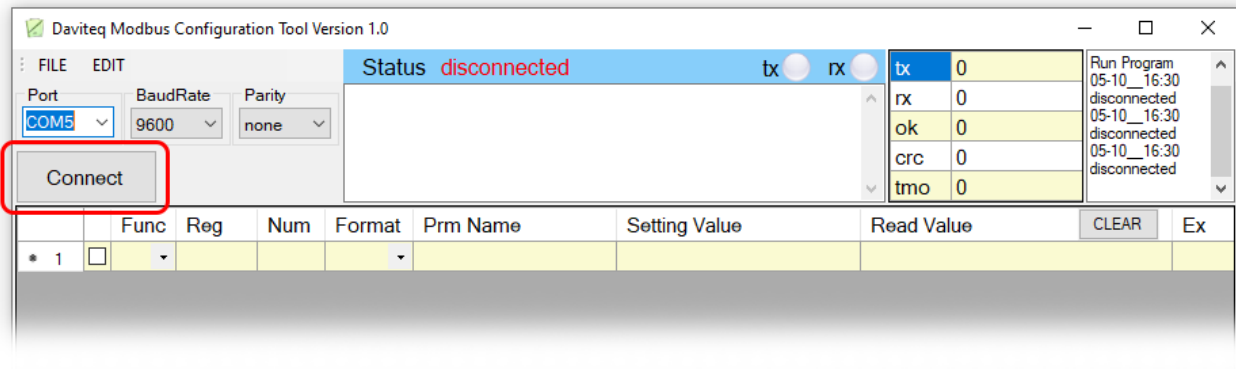 Daviteq Modbus Configuration Tool Version 1.0
FILE EDIT
Status disconnected tx rx
Port BaudRate Parity
COM5 9600 none
Connect
tx 0
rx 0
ok 0
crc 0
tmo 0
Run Program
05-10__16:30
disconnected
05-10__16:30
disconnected
05-10__16:30
disconnected
Func Reg Num Format Prm Name Setting Value Read Value CLEAR Ex
* 1